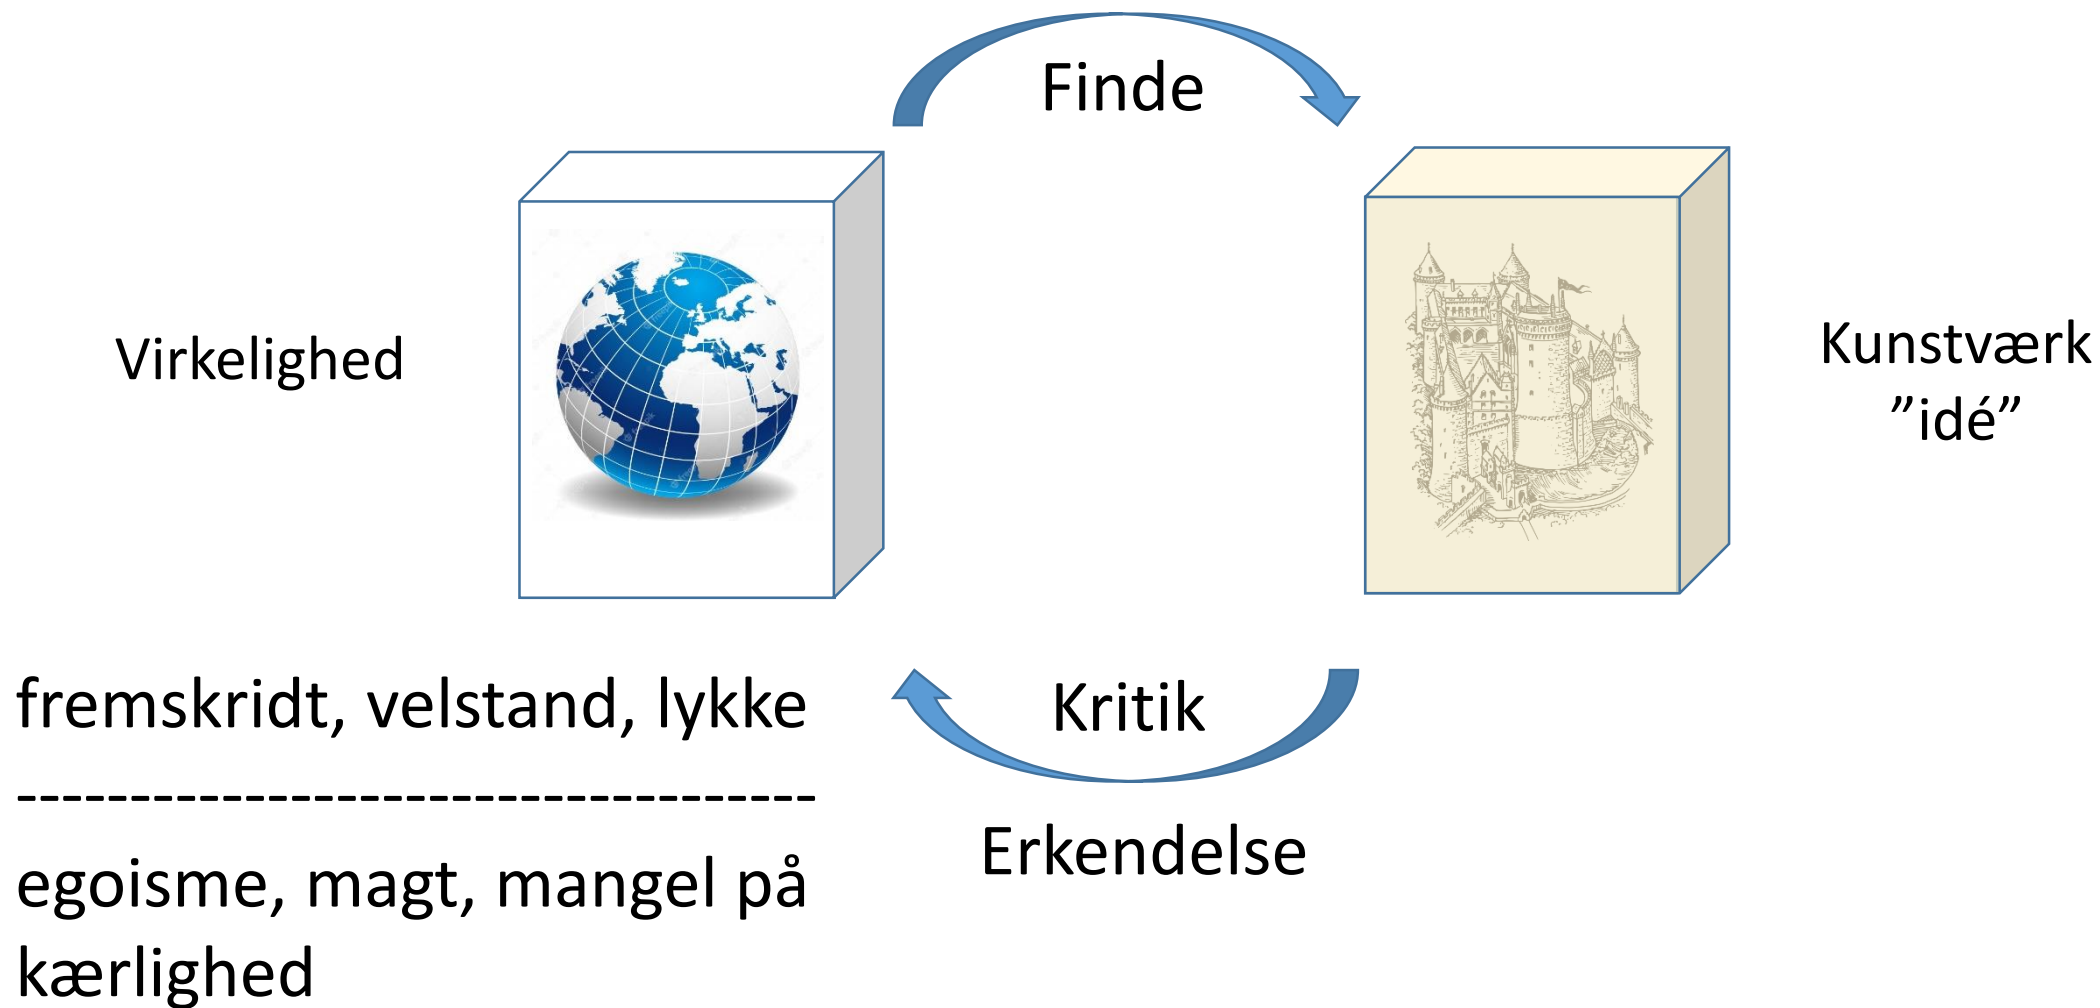 Finde
Virkelighed
Kunstværk
”idé”
fremskridt, velstand, lykke
-----------------------------------
egoisme, magt, mangel på
kærlighed
Kritik
Erkendelse